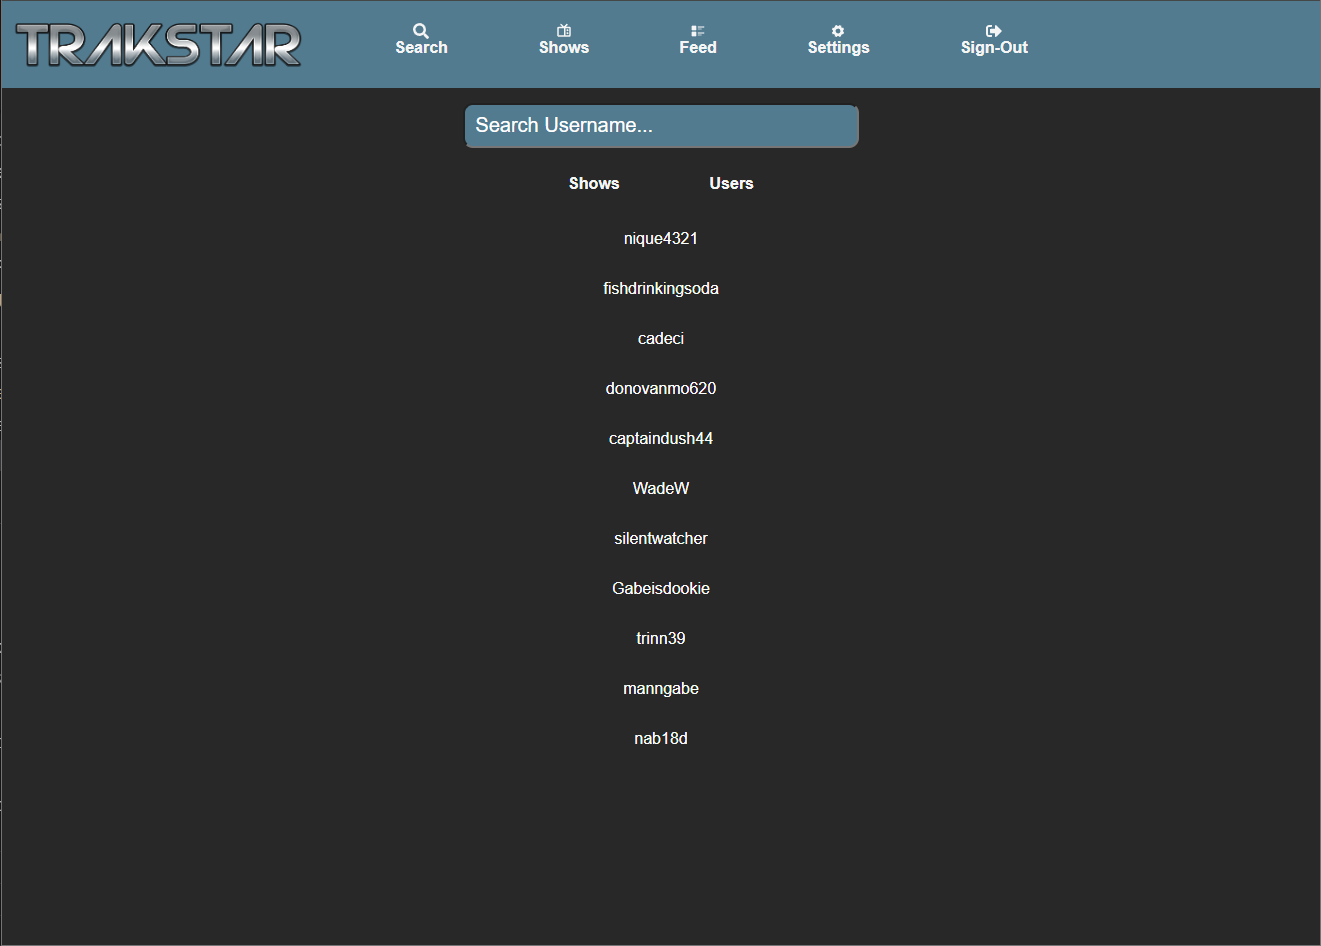 TRAKSTAR
Search Shows Feed Settings Sign-Out
Search Username...
Shows Users
nique4321
fishdrinkingsoda
cadeci
donovanmo620
captaindush44
WadeW
silentwatcher
Gabeisdookie
trinn39
manngabe
nab18d